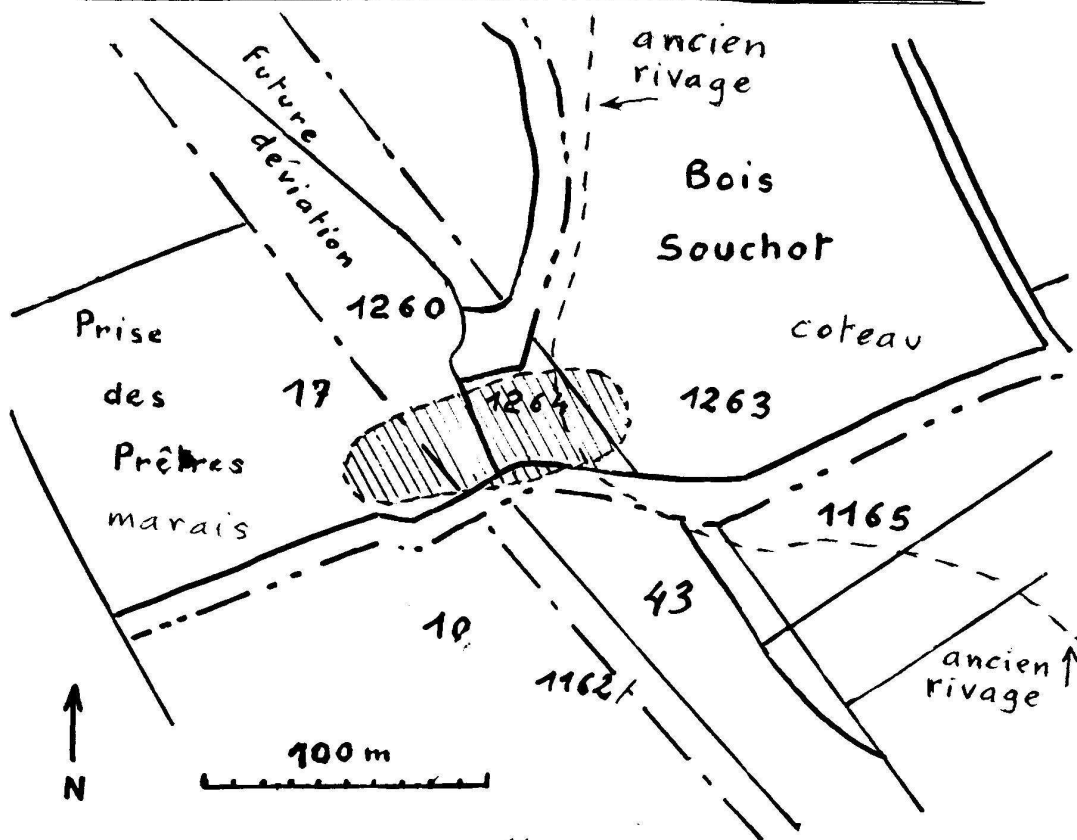 ancien
rivage
future
déviation
Bois
Souchot
1260
coteau
Prise
des
Prêtres
marais
17
1264
1263
1165
43
10
1162
ancien
rivage
100 m
N